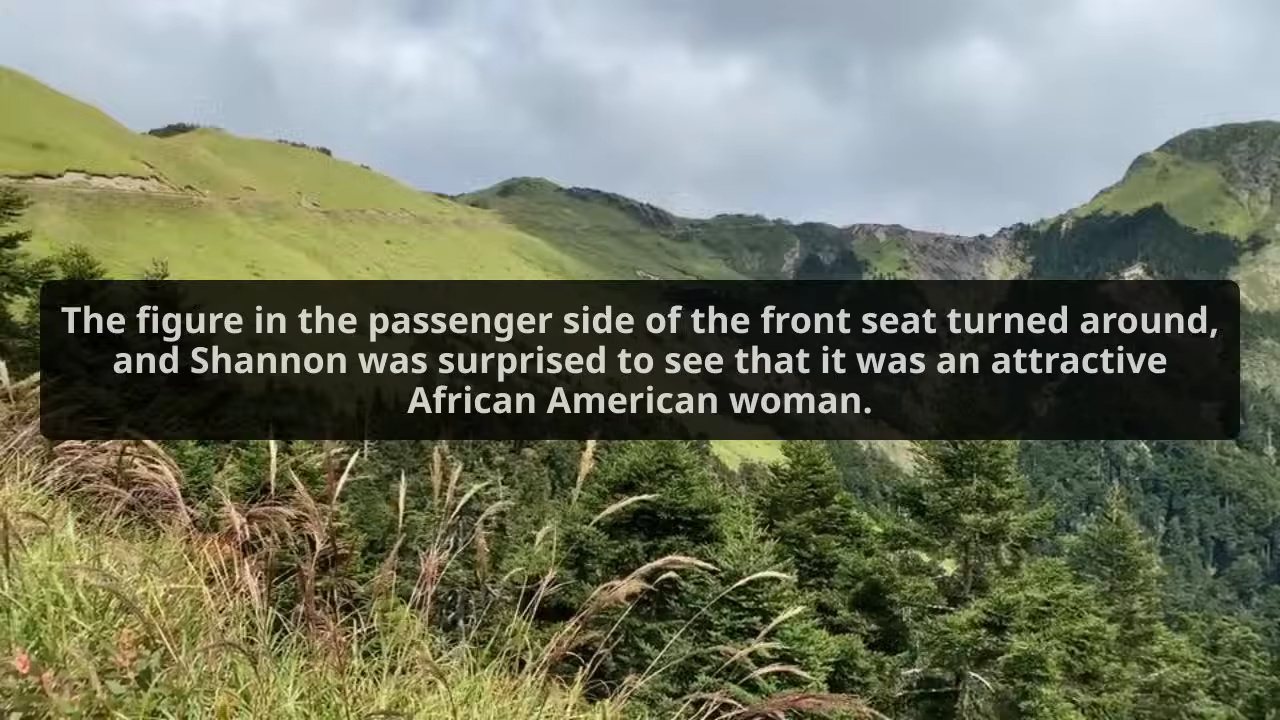 The figure in the passenger side of the front seat turned around,
and Shannon was surprised to see that it was an attractive
African American woman.